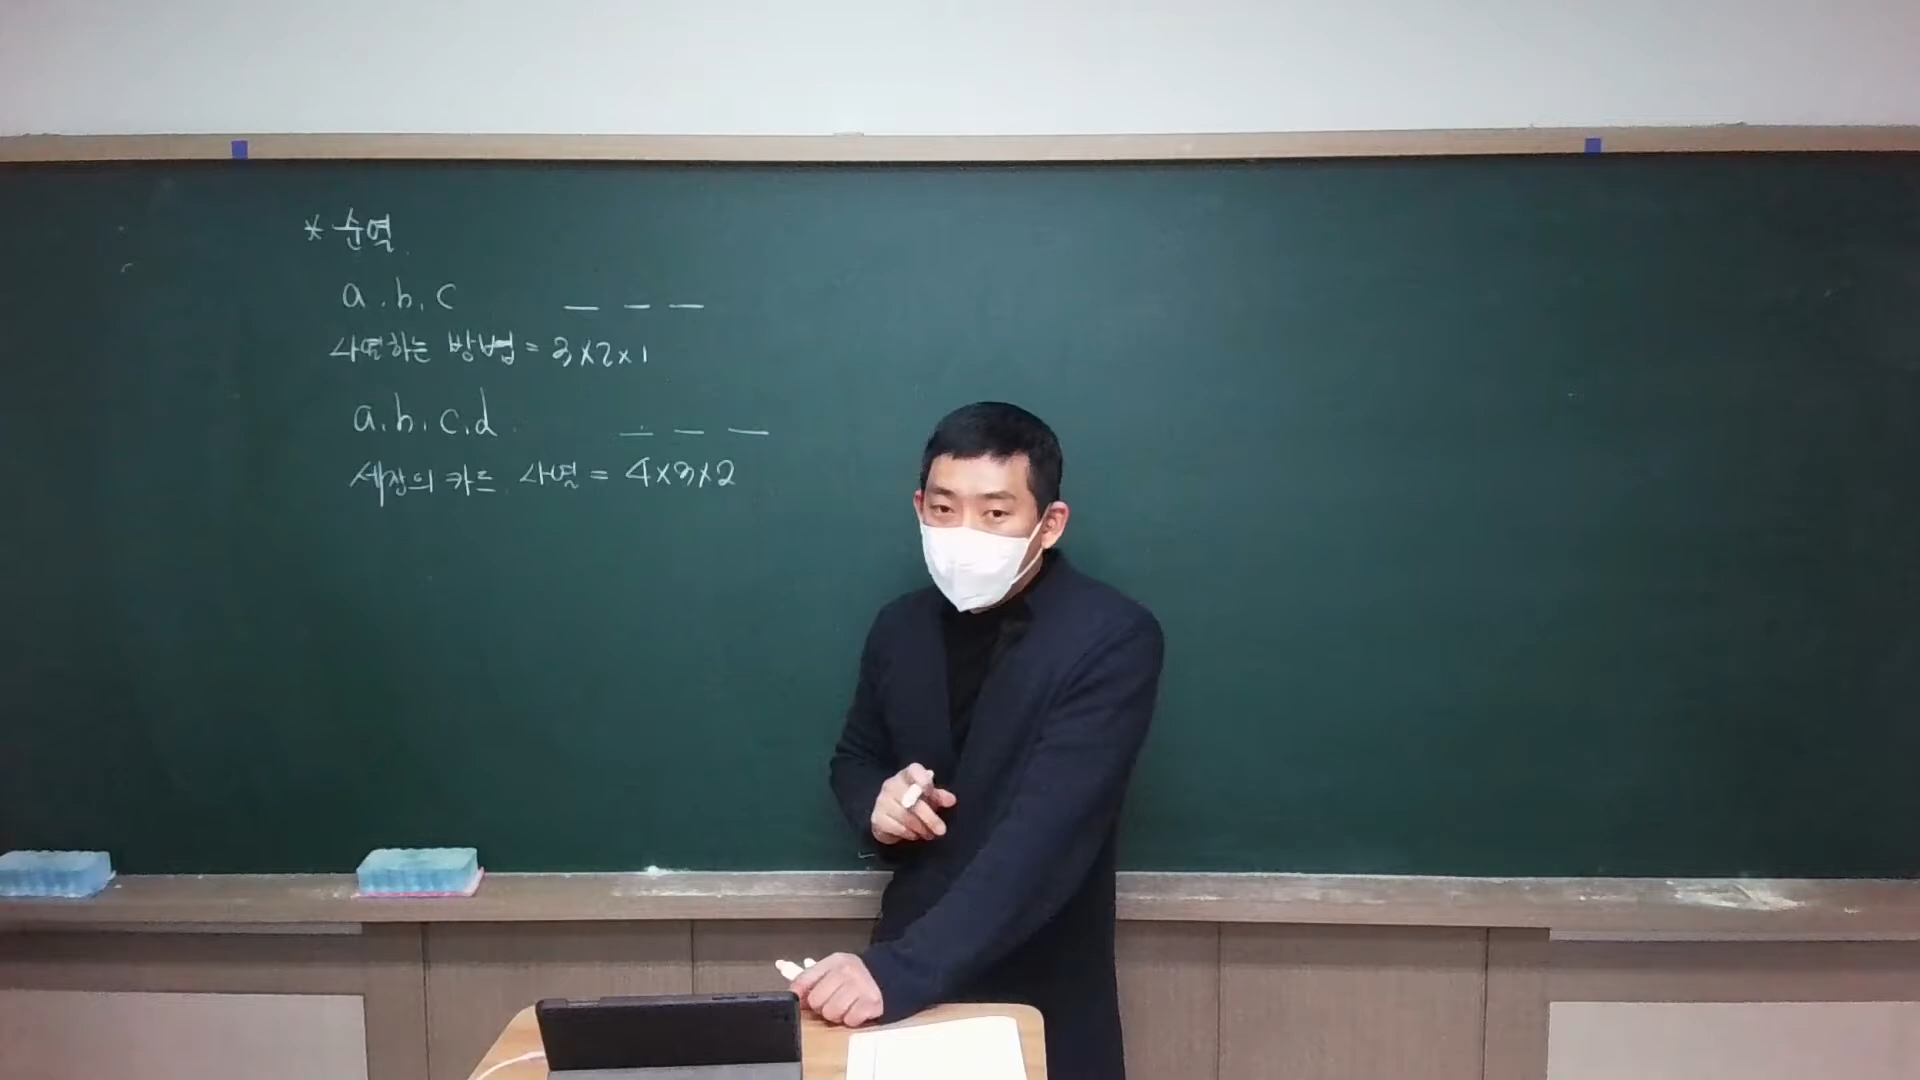 * 순열
a. b. c _ _ _
나열하는 방법 = 3×2×1
a. b. c. d _ _ _
세장의 카드 나열 = 4×3×2